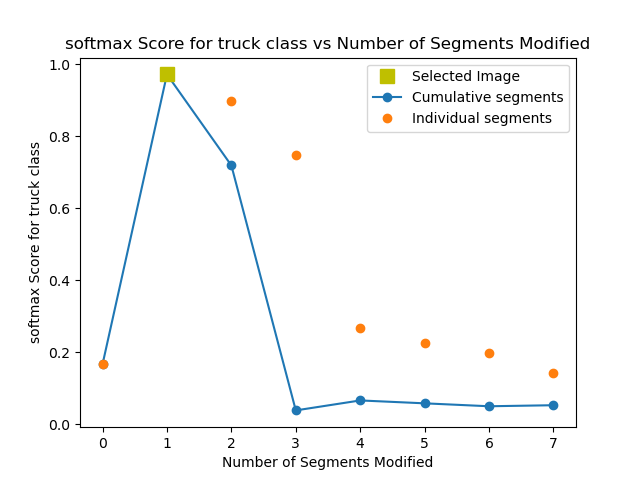 softmax Score for truck class vs Number of Segments Modified
1.0
0.8
0.6
0.4
0.2
0.0
softmax Score for truck class
Selected Image
Cumulative segments
Individual segments
0 1 2 3 4 5 6 7
Number of Segments Modified